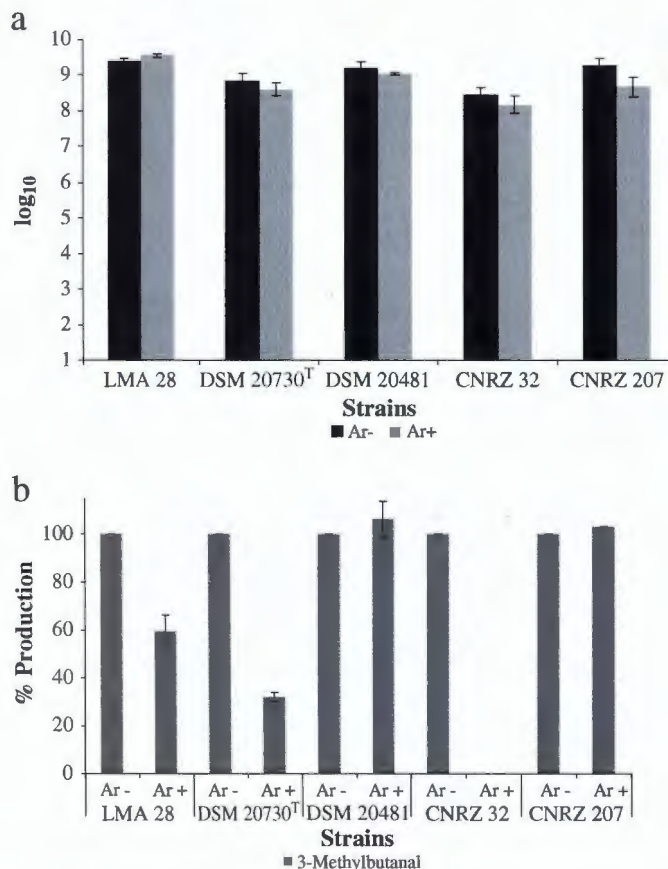 a
log10
10
9
8
7
6
5
4
3
2
1
LMA 28 DSM 20730T DSM 20481 CNRZ 32 CNRZ 207
Strains
Ar- Ar+
b
% Production
100
80
60
40
20
0
Ar - Ar + Ar - Ar + Ar - Ar + Ar - Ar + Ar - Ar +
LMA 28 DSM 20730T DSM 20481 CNRZ 32 CNRZ 207
Strains
3-Methylbutanal